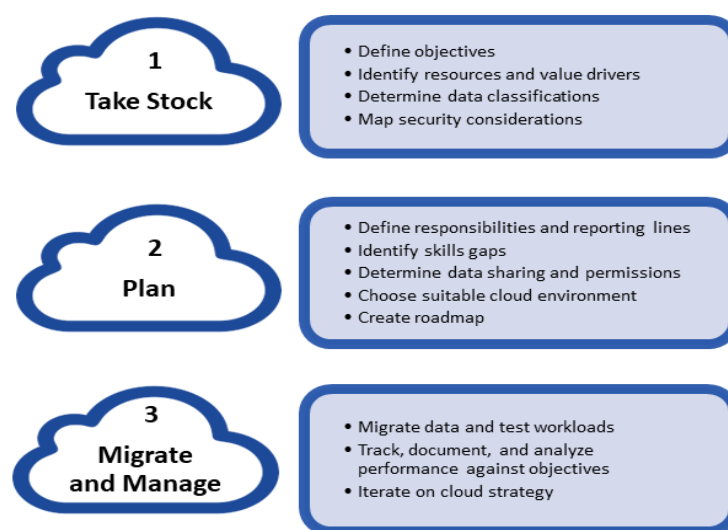 1
Take Stock
• Define objectives
• Identify resources and value drivers
• Determine data classifications
• Map security considerations
2
Plan
• Define responsibilities and reporting lines
• Identify skills gaps
• Determine data sharing and permissions
• Choose suitable cloud environment
• Create roadmap
3
Migrate
and Manage
• Migrate data and test workloads
• Track, document, and analyze
performance against objectives
• Iterate on cloud strategy